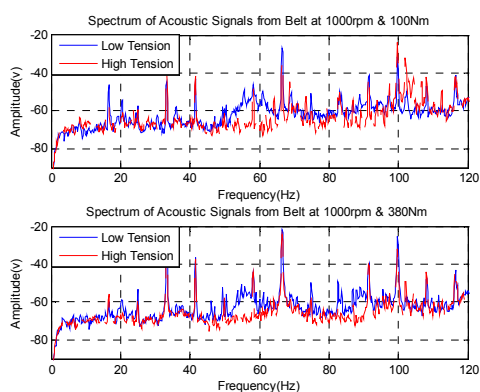 Spectrum of Acoustic Signals from Belt at 1000rpm & 100Nm
-20
Low Tension
High Tension
-40
-60
-80
Amplitude(v)
0 20 40 60 80 100 120
Frequency(Hz)
Spectrum of Acoustic Signals from Belt at 1000rpm & 380Nm
-20
Low Tension
High Tension
-40
-60
-80
Amplitude(v)
0 20 40 60 80 100 120
Frequency(Hz)